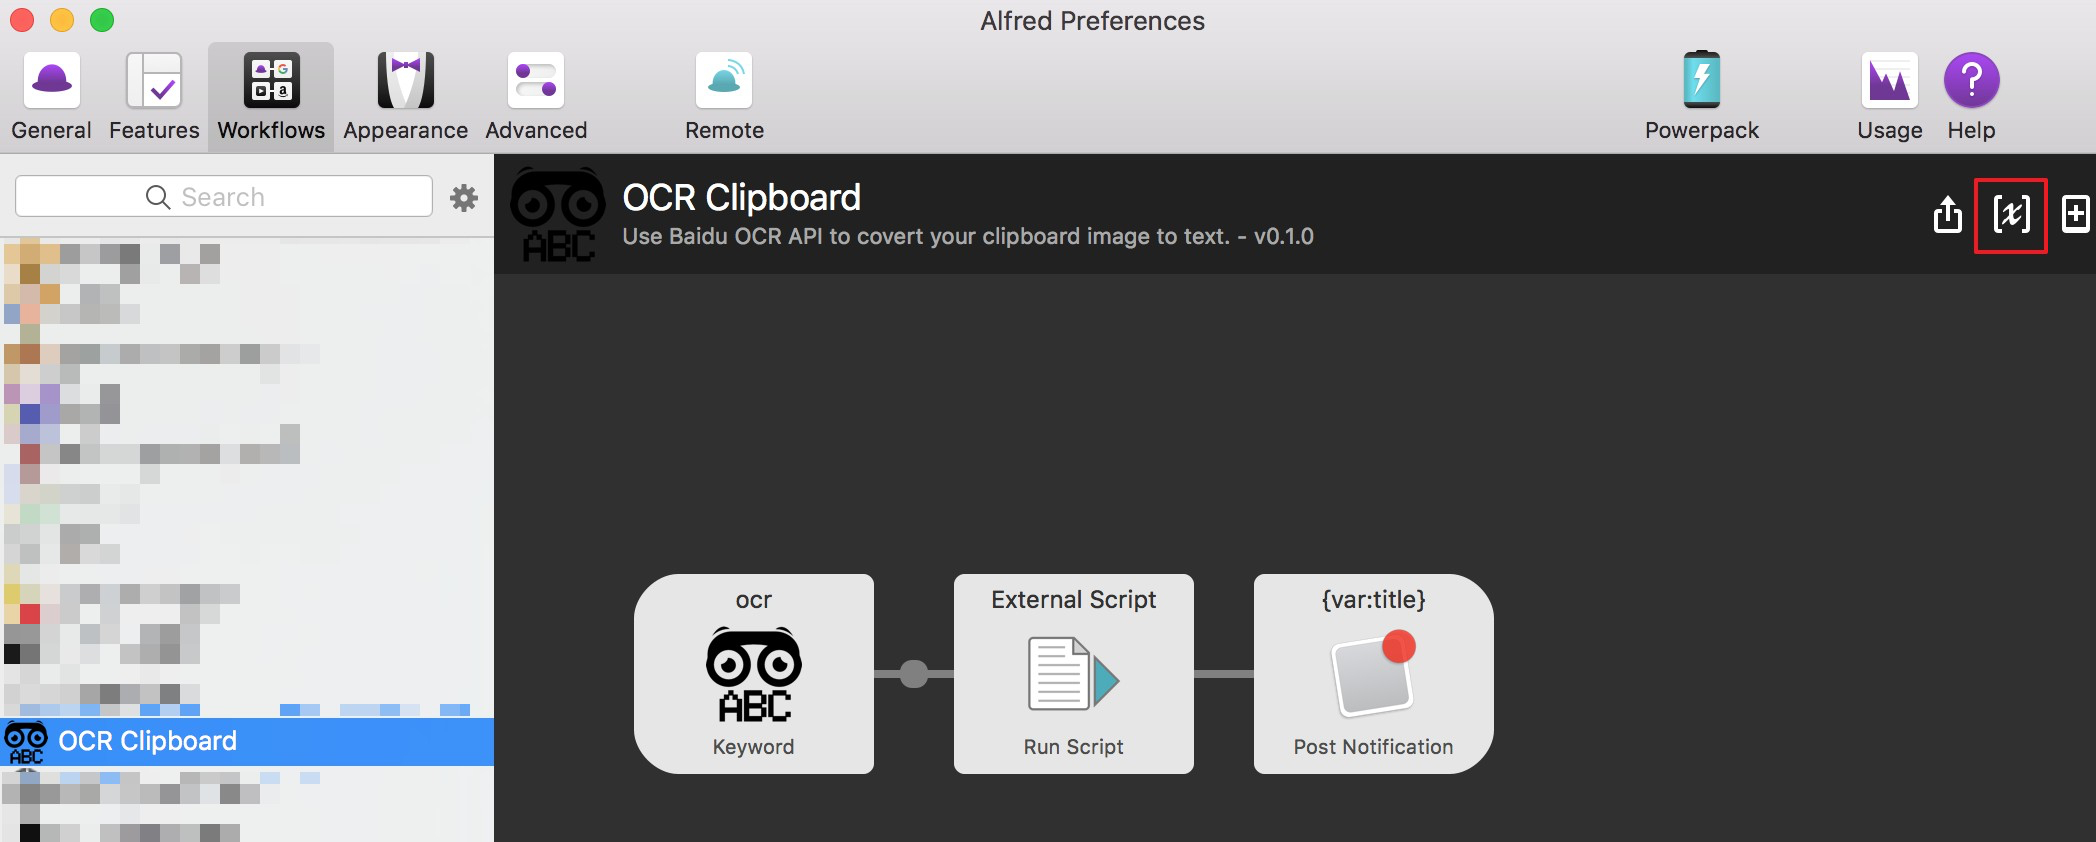 Alfred Preferences
General Features Workflows Appearance Advanced Remote Powerpack Usage Help
Search
OCR Clipboard
Use Baidu OCR API to covert your clipboard image to text. - v0.1.0
ocr
ABC
Keyword
External Script
Run Script
{var:title}
Post Notification
ABC
OCR Clipboard
ABC